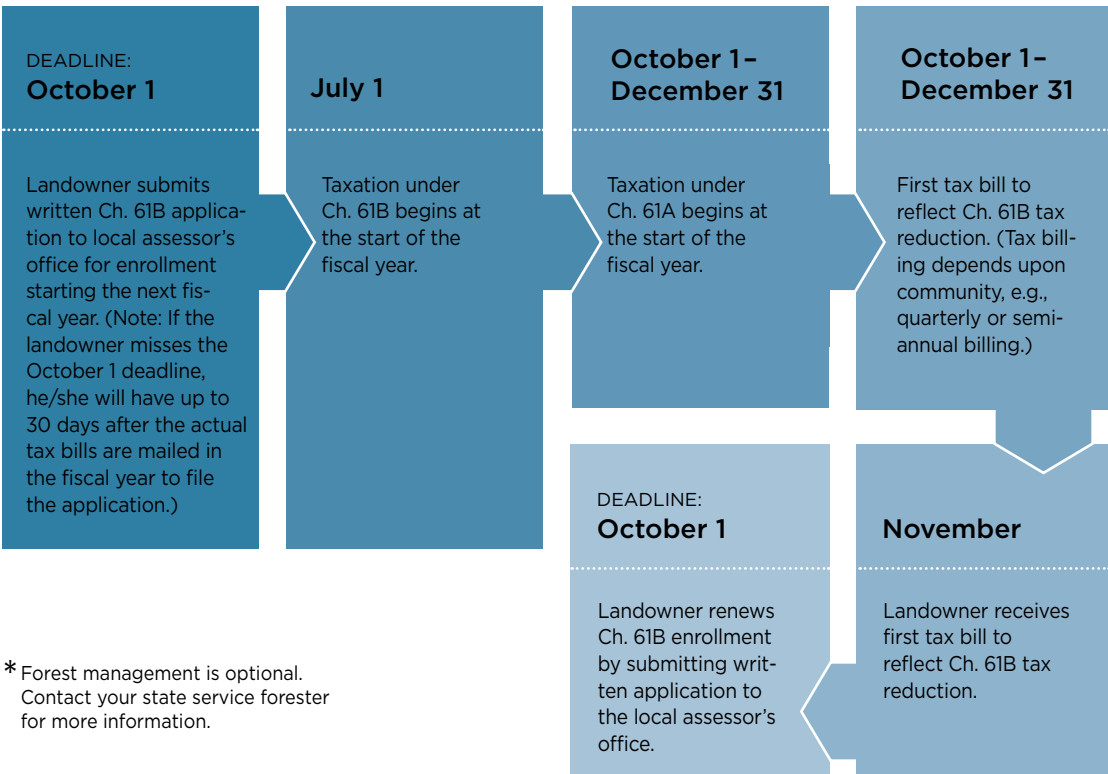 DEADLINE:
October 1
Landowner submits
written Ch. 61B applica-
tion to local assessor's
office for enrollment
starting the next fis-
cal year. (Note: If the
landowner misses the
October 1 deadline,
he/she will have up to
30 days after the actual
tax bills are mailed in
the fiscal year to file
the application.)
July 1
Taxation under
Ch. 61B begins at
the start of the
fiscal year.
October 1–
December 31
Taxation under
Ch. 61A begins at
the start of the
fiscal year.
October 1–
December 31
First tax bill to
reflect Ch. 61B tax
reduction. (Tax bill-
ing depends upon
community, e.g.,
quarterly or semi-
annual billing.)
November
Landowner receives
first tax bill to
reflect Ch. 61B tax
reduction.
DEADLINE:
October 1
Landowner renews
Ch. 61B enrollment
by submitting writ-
ten application to
the local assessor's
office.
* Forest management is optional.
Contact your state service forester
for more information.